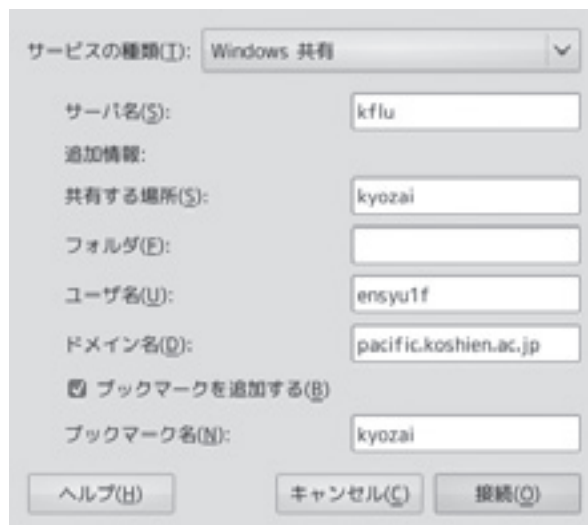 サービスの種類(T): Windows 共有
サーバ名(S): kflu
追加情報:
共有する場所(S): kyozai
フォルダ(F):
ユーザ名(U): ensyu1f
ドメイン名(D): pacific.koshien.ac.jp
ブックマークを追加する(B)
ブックマーク名(N): kyozai
ヘルプ(H) キャンセル(C) 接続(O)